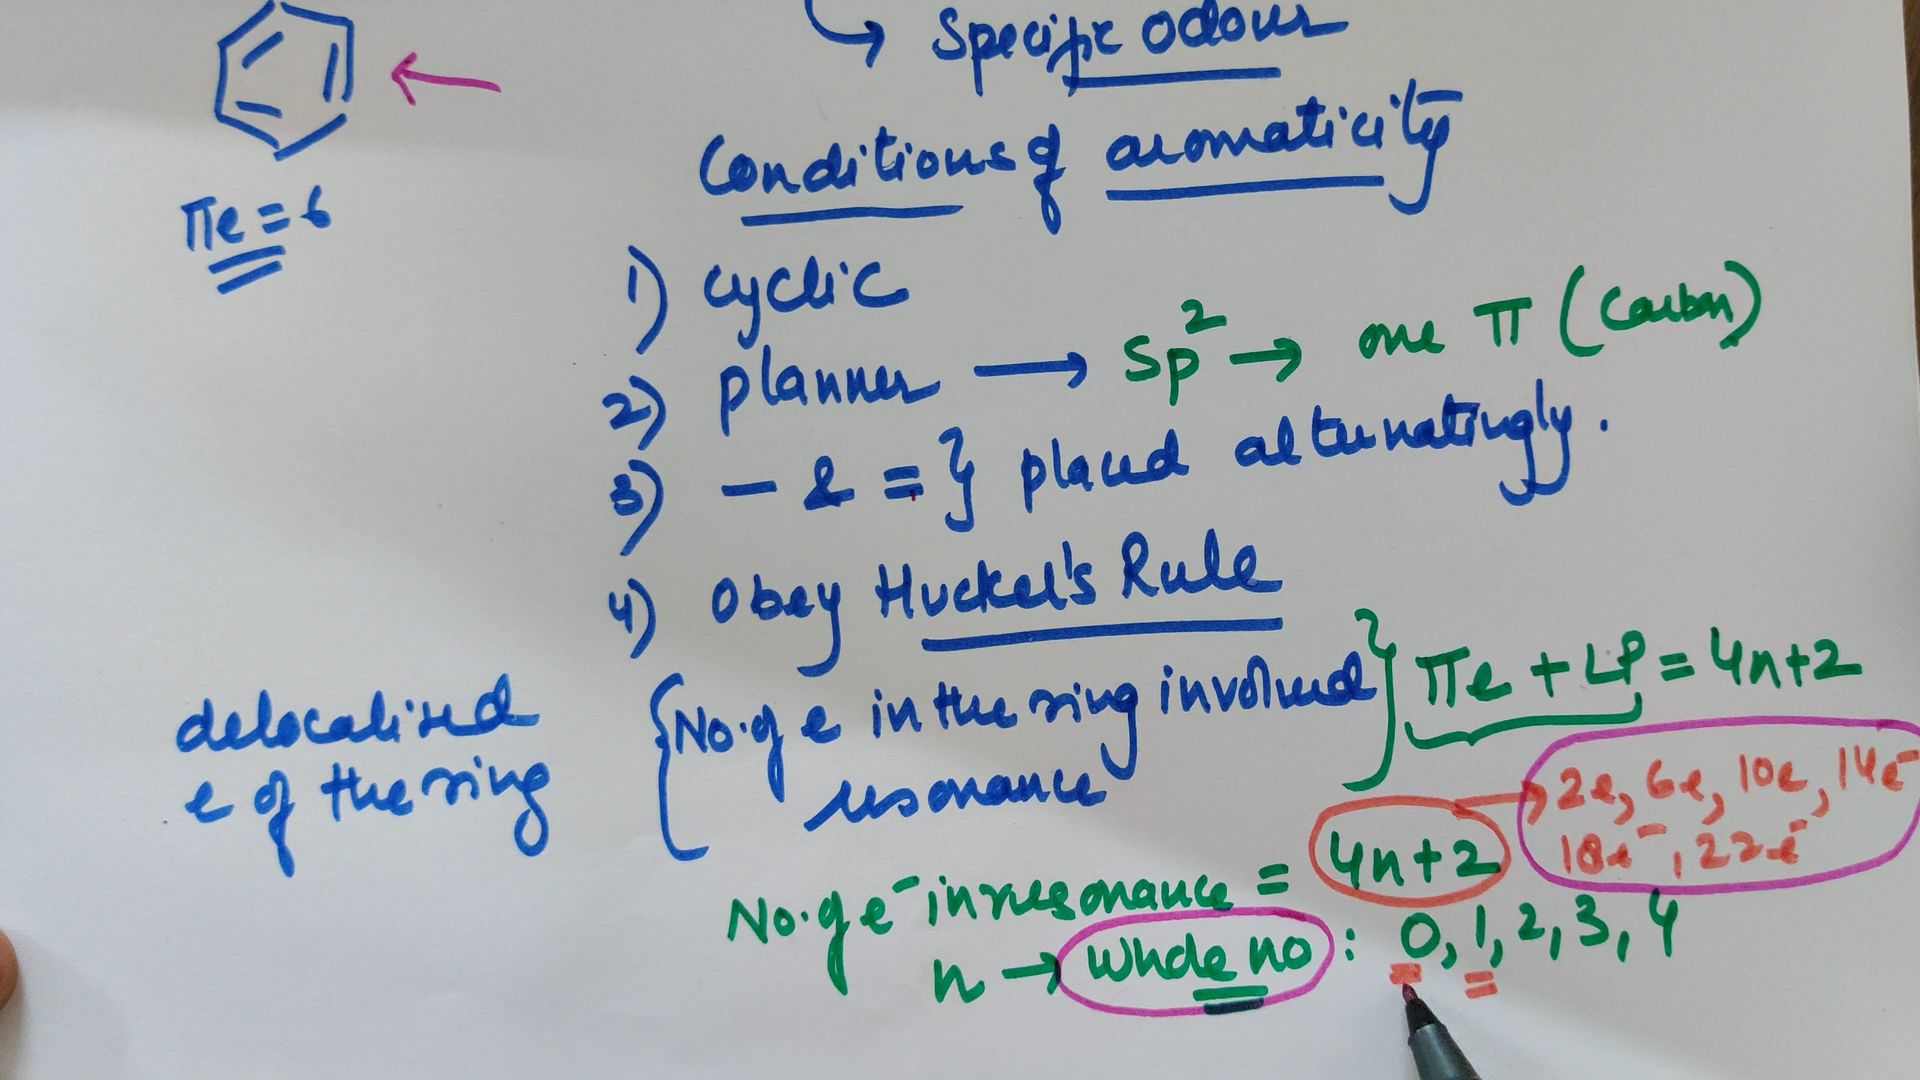 Specific odour
Conditions of aromaticity
πe = 6
1) cyclic
2) planner → sp² → one π (Carbon)
3) – & = } placed alternatingly.
4) Obey Huckel's Rule
{No. of e in the ring involved} πe + LP = 4n+2
resonance
delocalised
e of the ring
2e, 6e, 10e, 14e⁻
18e⁻, 22e⁻
No. of e⁻ in resonance = 4n+2
n → whole no : 0, 1, 2, 3, 4